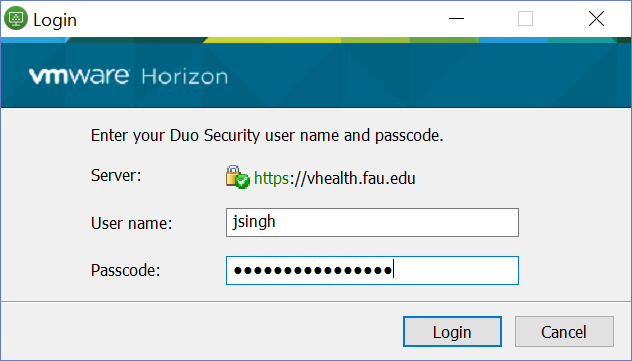 Login
vmware Horizon
Enter your Duo Security user name and passcode.
Server: https://vhealth.fau.edu
User name: jsingh
Passcode: ●●●●●●●●●●●●●●●●
Login Cancel